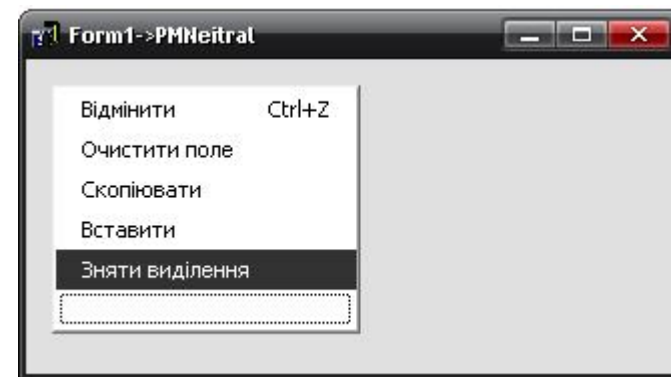 Form1->PMNeitral
Відмінити Ctrl+Z
Очистити поле
Скопіювати
Вставити
Зняти виділення